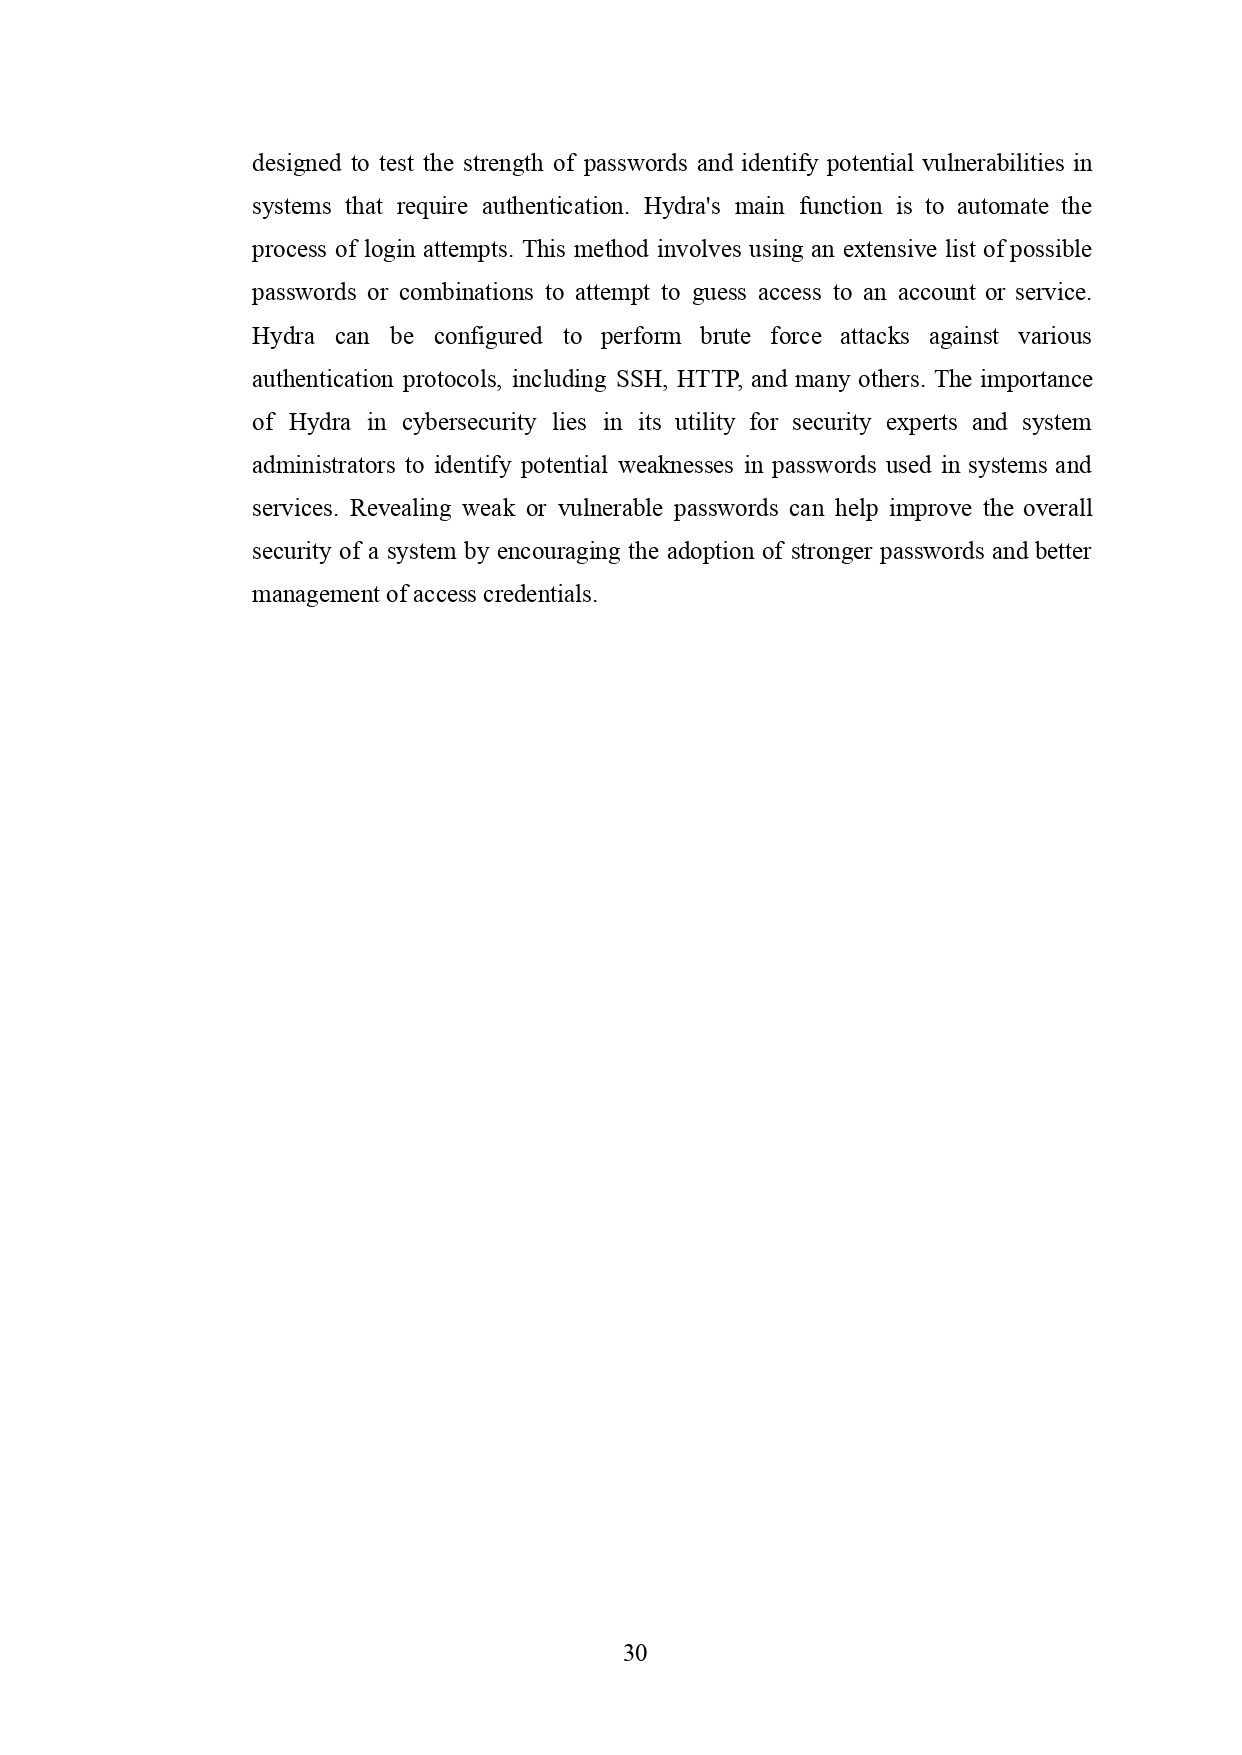 designed to test the strength of passwords and identify potential vulnerabilities in
systems that require authentication. Hydra's main function is to automate the
process of login attempts. This method involves using an extensive list of possible
passwords or combinations to attempt to guess access to an account or service.
Hydra can be configured to perform brute force attacks against various
authentication protocols, including SSH, HTTP, and many others. The importance
of Hydra in cybersecurity lies in its utility for security experts and system
administrators to identify potential weaknesses in passwords used in systems and
services. Revealing weak or vulnerable passwords can help improve the overall
security of a system by encouraging the adoption of stronger passwords and better
management of access credentials.
30